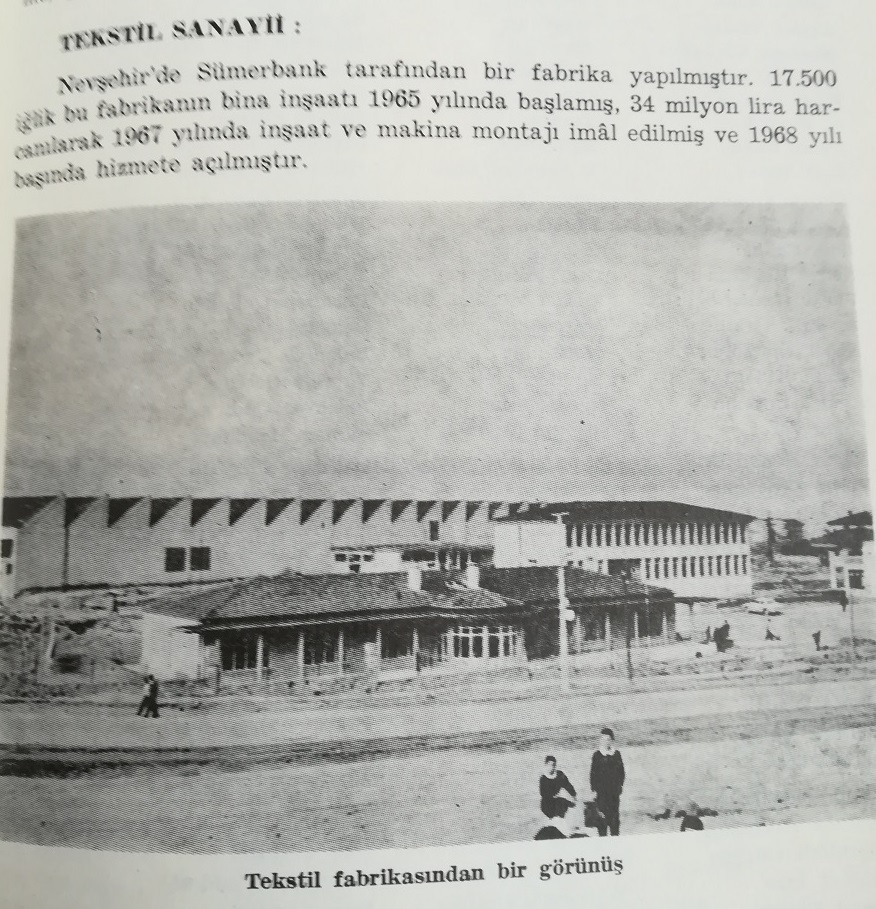 TEKSTİL SANAYİİ :
Nevşehir'de Sümerbank tarafından bir fabrika yapılmıştır. 17.500
iğlik bu fabrikanın bina inşaatı 1965 yılında başlamış, 34 milyon lira har-
canılarak 1967 yılında inşaat ve makina montajı imâl edilmiş ve 1968 yılı
başında hizmete açılmıştır.
Tekstil fabrikasından bir görünüş